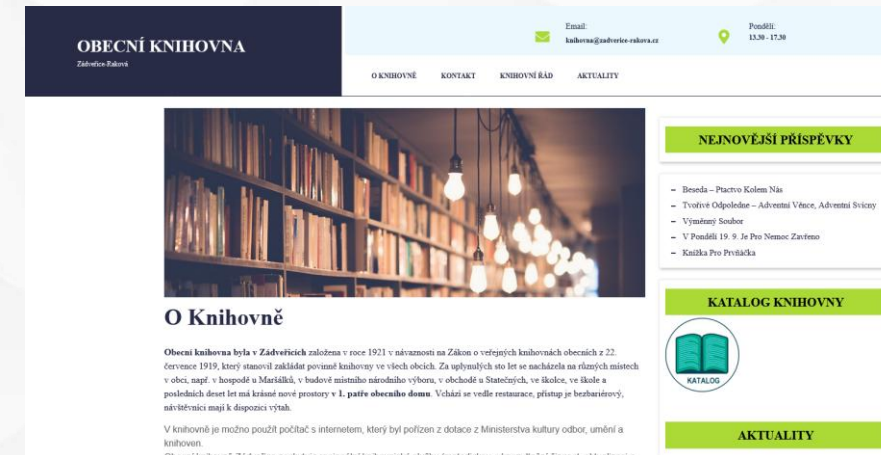 OBECNÍ KNIHOVNA
Zádveřice-Raková
Email:
knihovna@zadverice-rakova.cz
Pondělí:
13.30 - 17.30
O KNIHOVNĚ KONTAKT KNIHOVNÍ ŘÁD AKTUALITY
O Knihovně
Obecní knihovna byla v Zádveřicích založena v roce 1921 v návaznosti na Zákon o veřejných knihovnách obecních z 22.
července 1919, který stanovil zakládat povinně knihovny ve všech obcích. Za uplynulých sto let se nacházela na různých místech
v obci, např. v hospodě u Maršálků, v budově místního národního výboru, v obchodě u Statečných, ve školce, ve škole a
posledních deset let má krásné nové prostory v 1. patře obecního domu. Vchází se vedle restaurace, přístup je bezbariérový,
návštěvníci mají k dispozici výtah.
V knihovně je možno použít počítač s internetem, který byl pořízen z dotace z Ministerstva kultury odbor, umění a
knihoven.
NEJNOVĚJŠÍ PŘÍSPĚVKY
– Beseda – Ptactvo Kolem Nás
– Tvořivé Odpoledne – Adventní Věnce, Adventní Svícny
– Výměnný Soubor
– V Pondělí 19. 9. Je Pro Nemoc Zavřeno
– Knížka Pro Prvňáčka
KATALOG KNIHOVNY
KATALOG
AKTUALITY